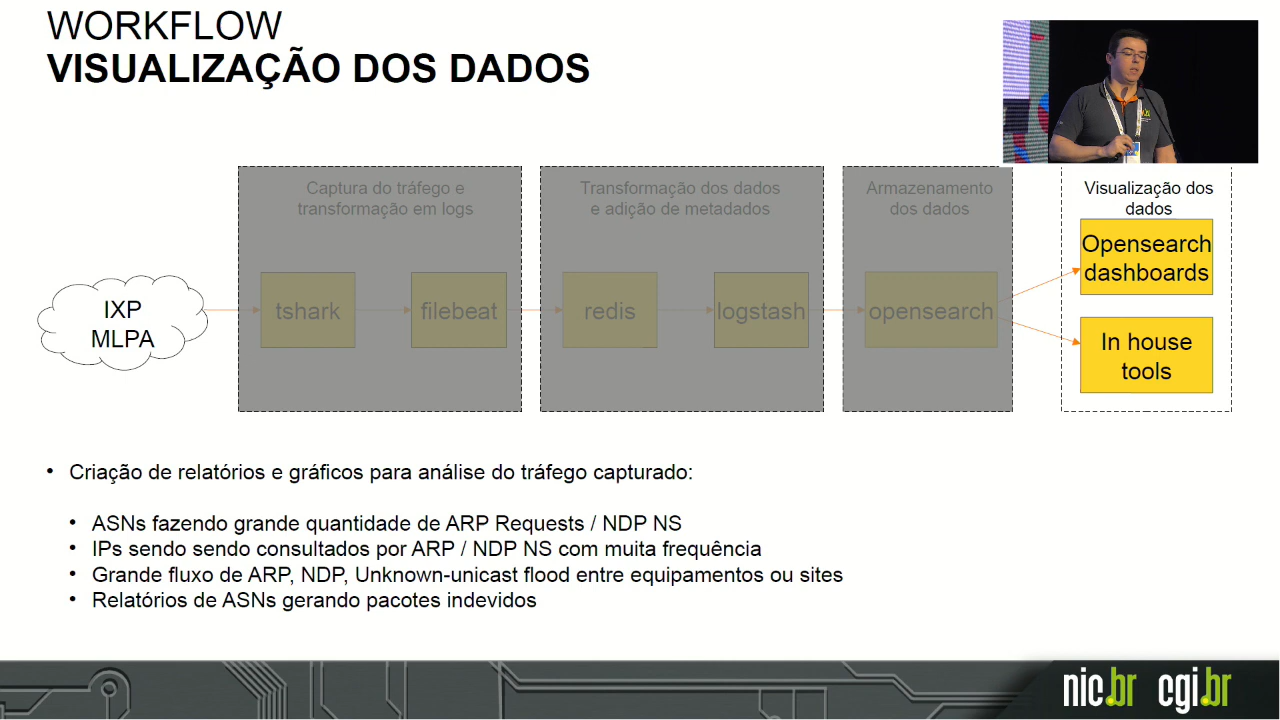 WORKFLOW
VISUALIZAÇÃO DOS DADOS
Captura do tráfego e
transformação em logs
Transformação dos dados
e adição de metadados
Armazenamento
dos dados
Visualização dos
dados
IXP
MLPA
tshark
filebeat
redis
logstash
opensearch
Opensearch
dashboards
In house
tools
• Criação de relatórios e gráficos para análise do tráfego capturado:
• ASNs fazendo grande quantidade de ARP Requests / NDP NS
• IPs sendo sendo consultados por ARP / NDP NS com muita frequência
• Grande fluxo de ARP, NDP, Unknown-unicast flood entre equipamentos ou sites
• Relatórios de ASNs gerando pacotes indevidos
nic.br cgi.br